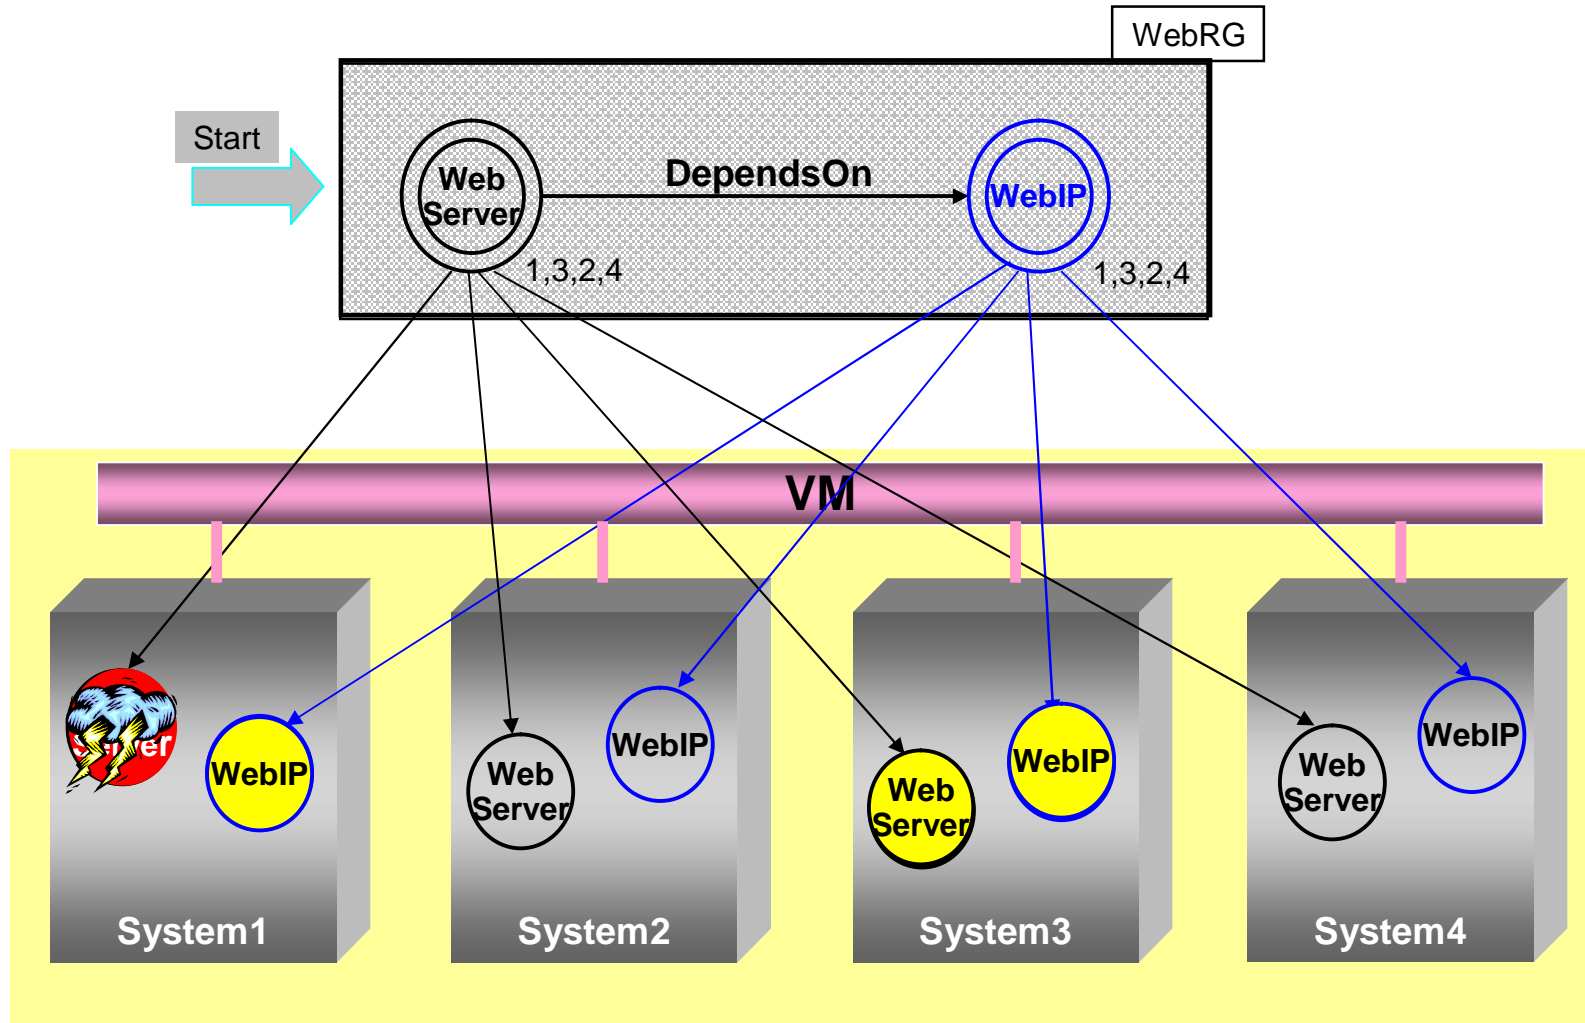 WebRG
Start
Web
Server
DependsOn
WebIP
1,3,2,4
1,3,2,4
VM
Server
WebIP
System1
Web
Server
WebIP
System2
Web
Server
WebIP
System3
Web
Server
WebIP
System4